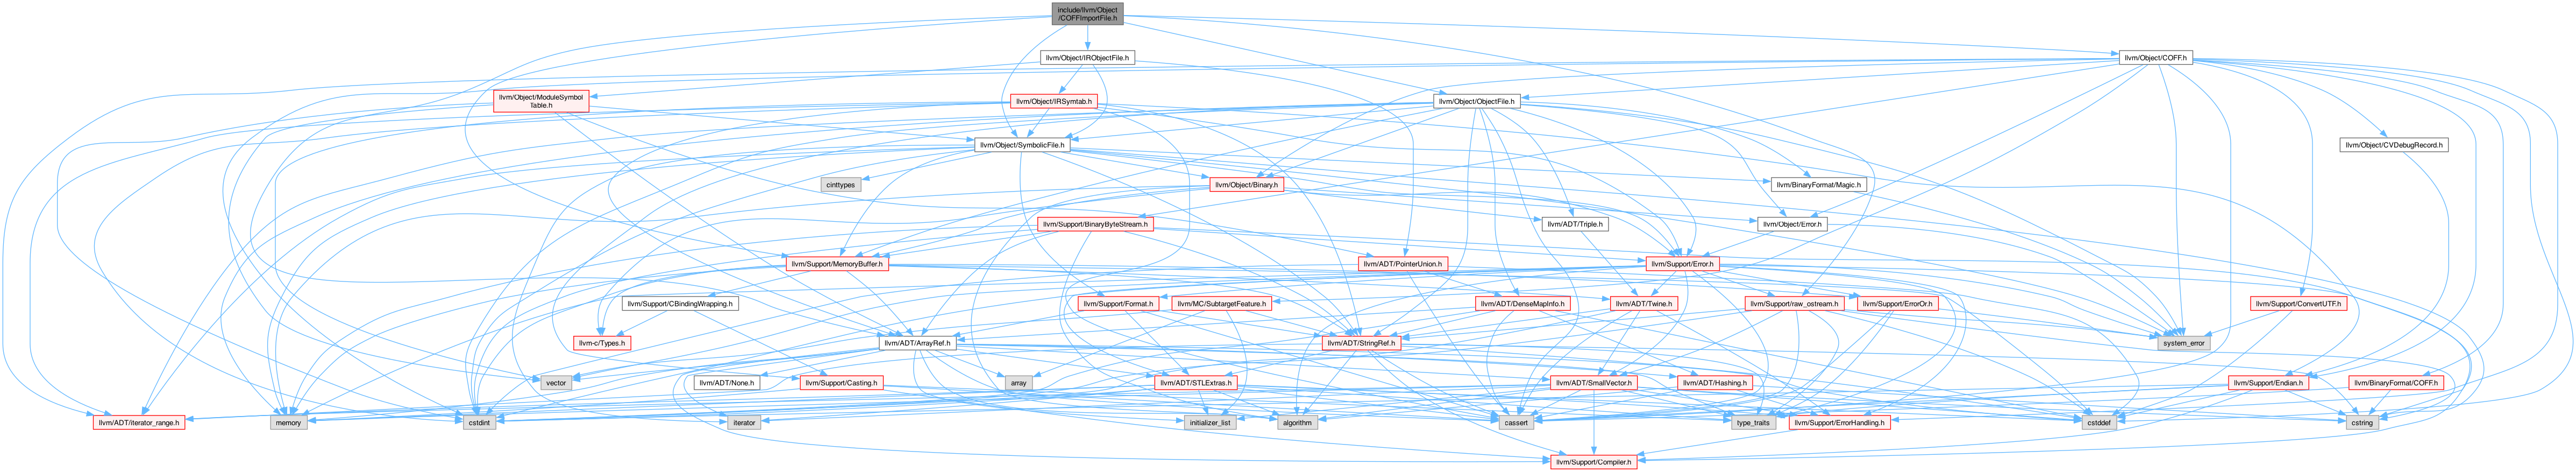 include/llvm/Object
/COFFImportFile.h
llvm/Object/IRObjectFile.h
llvm/Object/COFF.h
llvm/Object/ModuleSymbol
Table.h
llvm/Object/IRSymtab.h
llvm/Object/ObjectFile.h
llvm/Object/SymbolicFile.h
llvm/Object/CVDebugRecord.h
cinttypes
llvm/Object/Binary.h
llvm/BinaryFormat/Magic.h
llvm/Support/BinaryByteStream.h
llvm/ADT/Triple.h
llvm/Object/Error.h
llvm/Support/MemoryBuffer.h
llvm/ADT/PointerUnion.h
llvm/Support/Error.h
llvm/Support/CBindingWrapping.h
llvm/Support/Format.h
llvm/MC/SubtargetFeature.h
llvm/ADT/DenseMapInfo.h
llvm/ADT/Twine.h
llvm/Support/raw_ostream.h
llvm/Support/ErrorOr.h
llvm/Support/ConvertUTF.h
llvm-c/Types.h
llvm/ADT/ArrayRef.h
llvm/ADT/StringRef.h
system_error
vector
llvm/ADT/None.h
llvm/Support/Casting.h
array
llvm/ADT/STLExtras.h
llvm/ADT/SmallVector.h
llvm/ADT/Hashing.h
llvm/Support/Endian.h
llvm/BinaryFormat/COFF.h
llvm/ADT/iterator_range.h
memory
cstdint
iterator
initializer_list
algorithm
cassert
type_traits
llvm/Support/ErrorHandling.h
cstddef
cstring
llvm/Support/Compiler.h